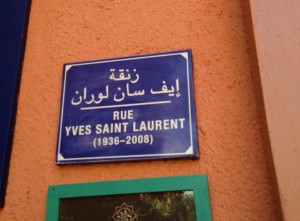 زنقة
إيف سان لوران
RUE
YVES SAINT LAURENT
(1936-2008)